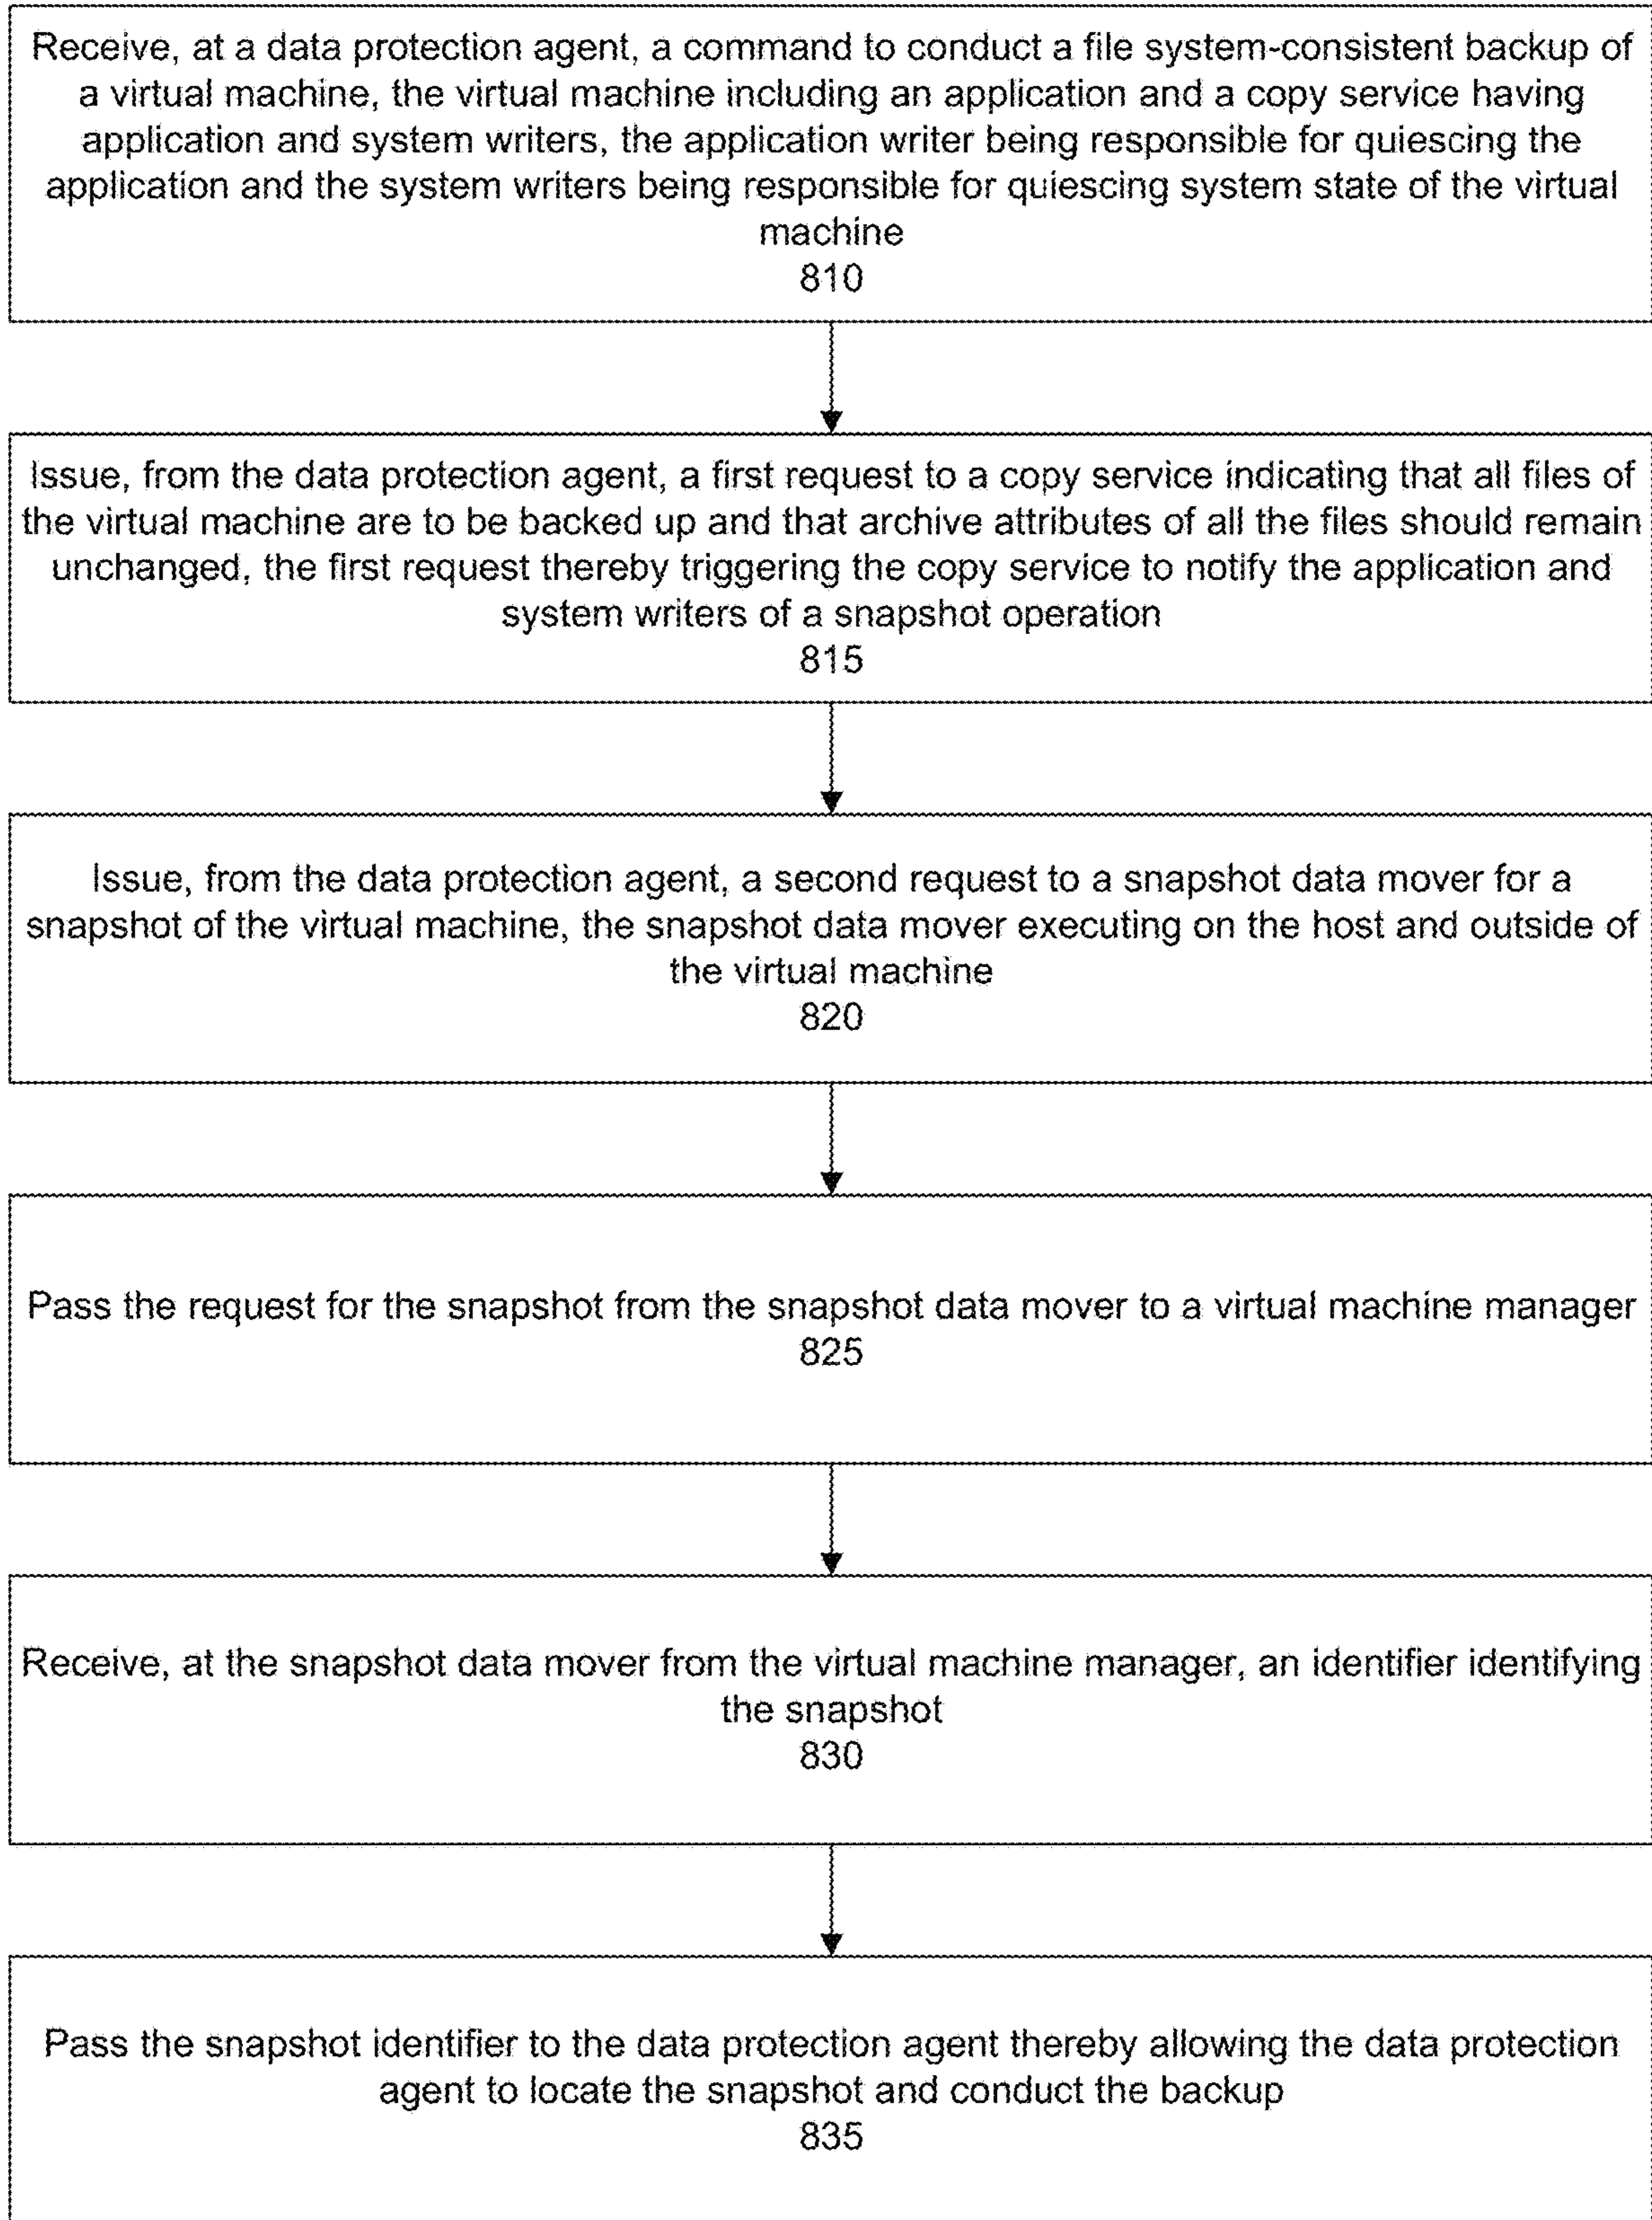 Receive, at a data protection agent, a command to conduct a file system-consistent backup of
a virtual machine, the virtual machine including an application and a copy service having
application and system writers, the application writer being responsible for quiescing the
application and the system writers being responsible for quiescing system state of the virtual
machine
810
Issue, from the data protection agent, a first request to a copy service indicating that all files of
the virtual machine are to be backed up and that archive attributes of all the files should remain
unchanged, the first request thereby triggering the copy service to notify the application and
system writers of a snapshot operation
815
Issue, from the data protection agent, a second request to a snapshot data mover for a
snapshot of the virtual machine, the snapshot data mover executing on the host and outside of
the virtual machine
820
Pass the request for the snapshot from the snapshot data mover to a virtual machine manager
825
Receive, at the snapshot data mover from the virtual machine manager, an identifier identifying
the snapshot
830
Pass the snapshot identifier to the data protection agent thereby allowing the data protection
agent to locate the snapshot and conduct the backup
835